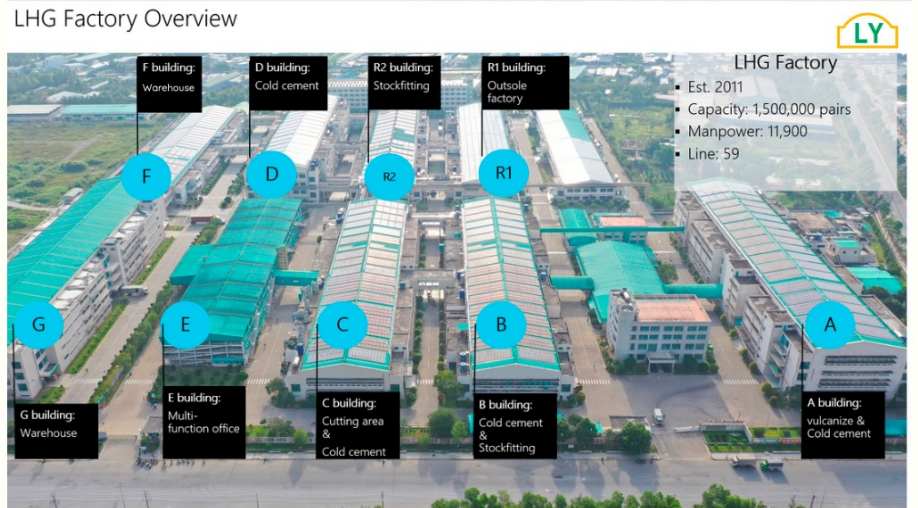 LHG Factory Overview
LY
F building:
Warehouse
D building:
Cold cement
R2 building:
Stockfitting
R1 building:
Outsole
factory
LHG Factory
▪ Est. 2011
▪ Capacity: 1,500,000 pairs
▪ Manpower: 11,900
▪ Line: 59
F
D
R2
R1
G
E
C
B
A
G building:
Warehouse
E building:
Multi-
function office
C building:
Cutting area
&
Cold cement
B building:
Cold cement
&
Stockfitting
A building:
vulcanize &
Cold cement